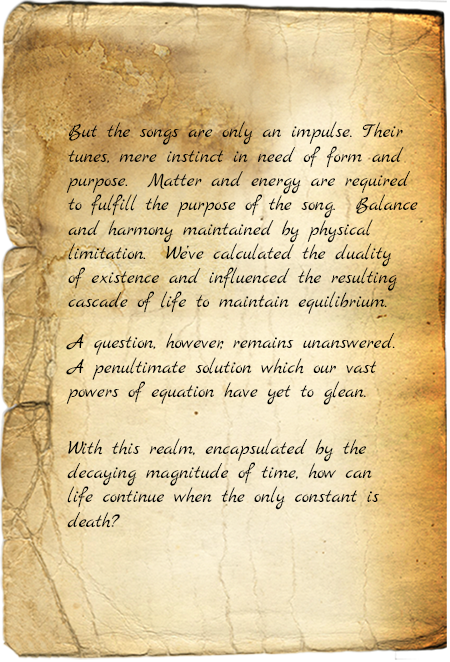 But the songs are only an impulse. Their
tunes, mere instinct in need of form and
purpose. Matter and energy are required
to fulfill the purpose of the song. Balance
and harmony maintained by physical
limitation. We've calculated the duality
of existence and influenced the resulting
cascade of life to maintain equilibrium.
A question, however, remains unanswered.
A penultimate solution which our vast
powers of equation have yet to glean.
With this realm, encapsulated by the
decaying magnitude of time, how can
life continue when the only constant is
death?